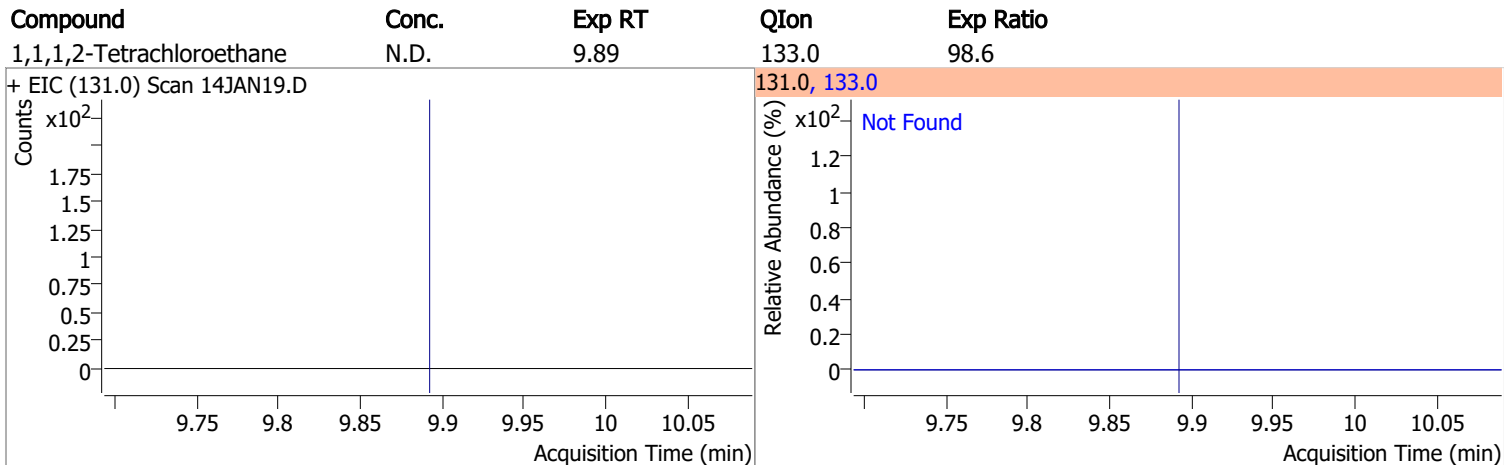 Compound Conc. Exp RT QIon Exp Ratio
1,1,1,2-Tetrachloroethane N.D. 9.89 133.0 98.6
+ EIC (131.0) Scan 14JAN19.D
Counts
x10²
1.75
1.5
1.25
1
0.75
0.5
0.25
0
9.75 9.8 9.85 9.9 9.95 10 10.05
Acquisition Time (min)
131.0, 133.0
Relative Abundance (%)
x10²
Not Found
1.2
1
0.8
0.6
0.4
0.2
0
9.75 9.8 9.85 9.9 9.95 10 10.05
Acquisition Time (min)